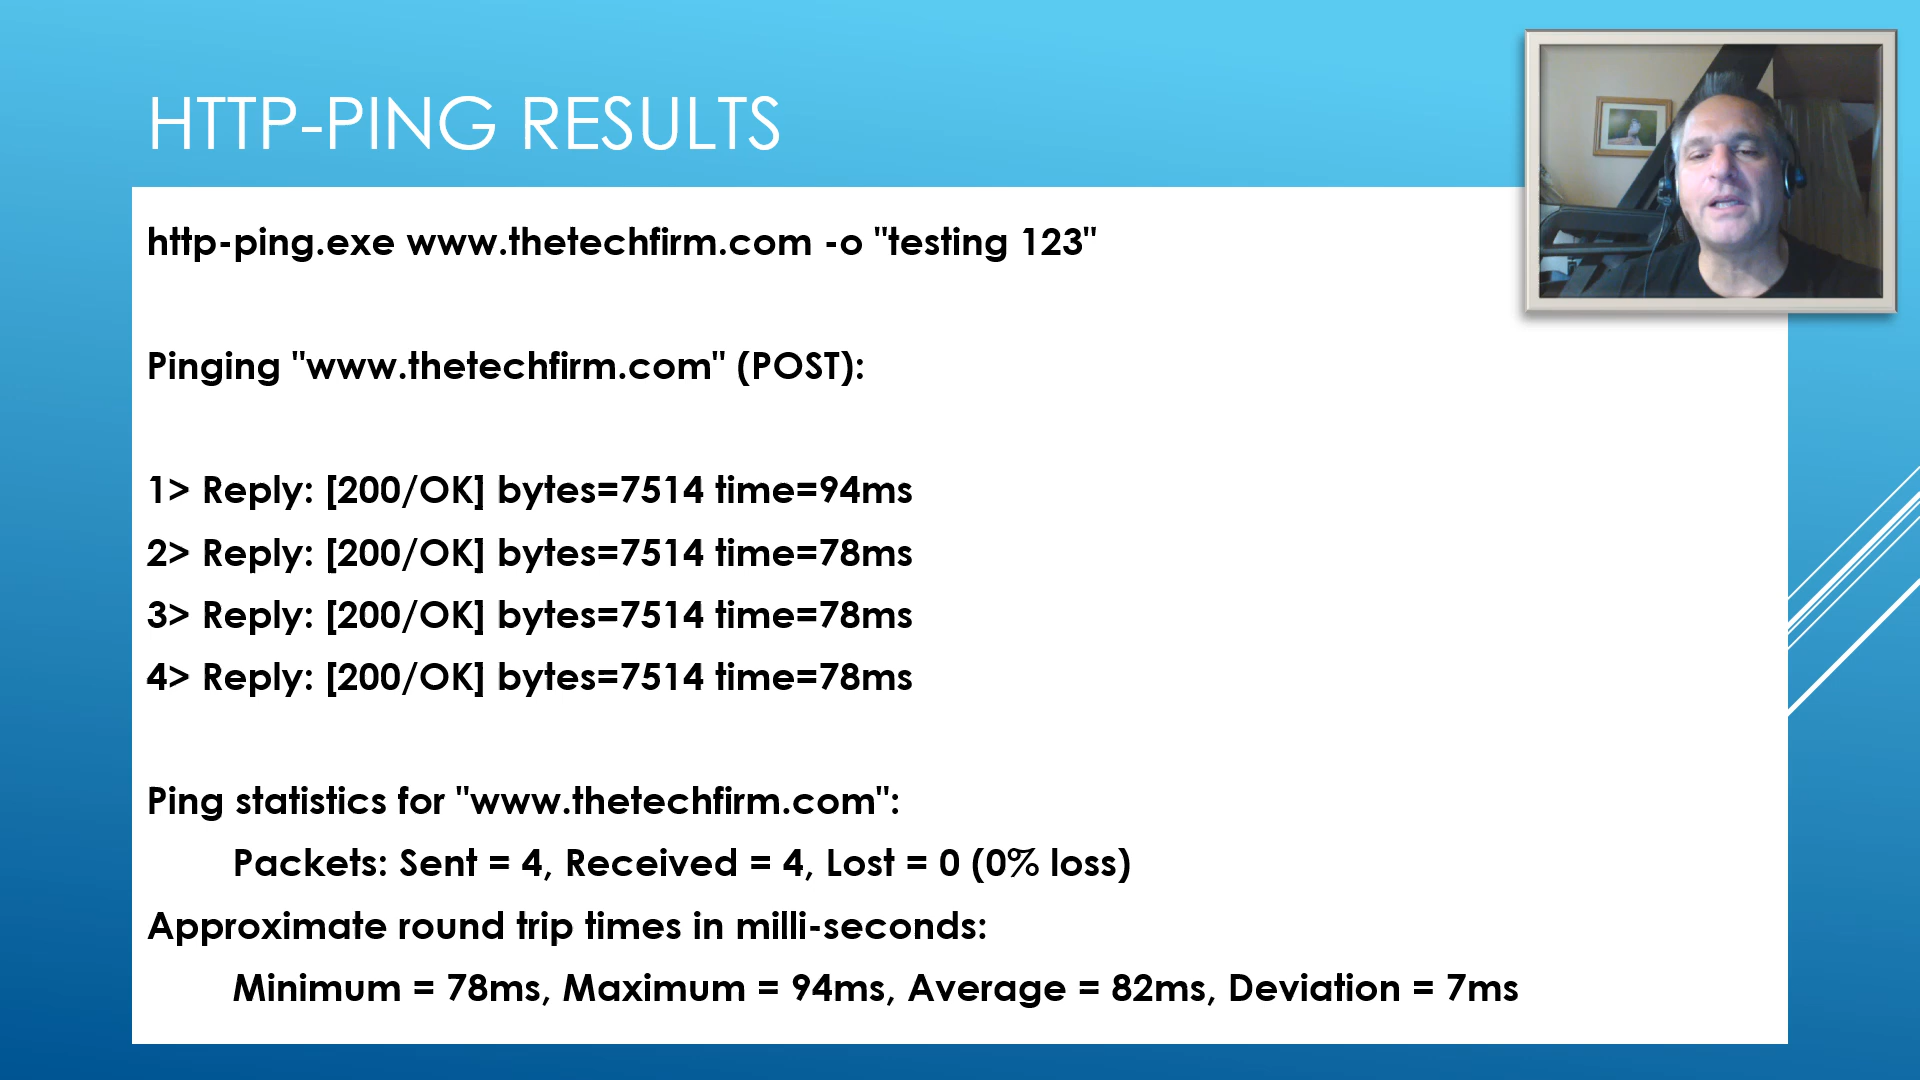 HTTP-PING RESULTS
http-ping.exe www.thetechfirm.com -o "testing 123"
Pinging "www.thetechfirm.com" (POST):
1> Reply: [200/OK] bytes=7514 time=94ms
2> Reply: [200/OK] bytes=7514 time=78ms
3> Reply: [200/OK] bytes=7514 time=78ms
4> Reply: [200/OK] bytes=7514 time=78ms
Ping statistics for "www.thetechfirm.com":
Packets: Sent = 4, Received = 4, Lost = 0 (0% loss)
Approximate round trip times in milli-seconds:
Minimum = 78ms, Maximum = 94ms, Average = 82ms, Deviation = 7ms